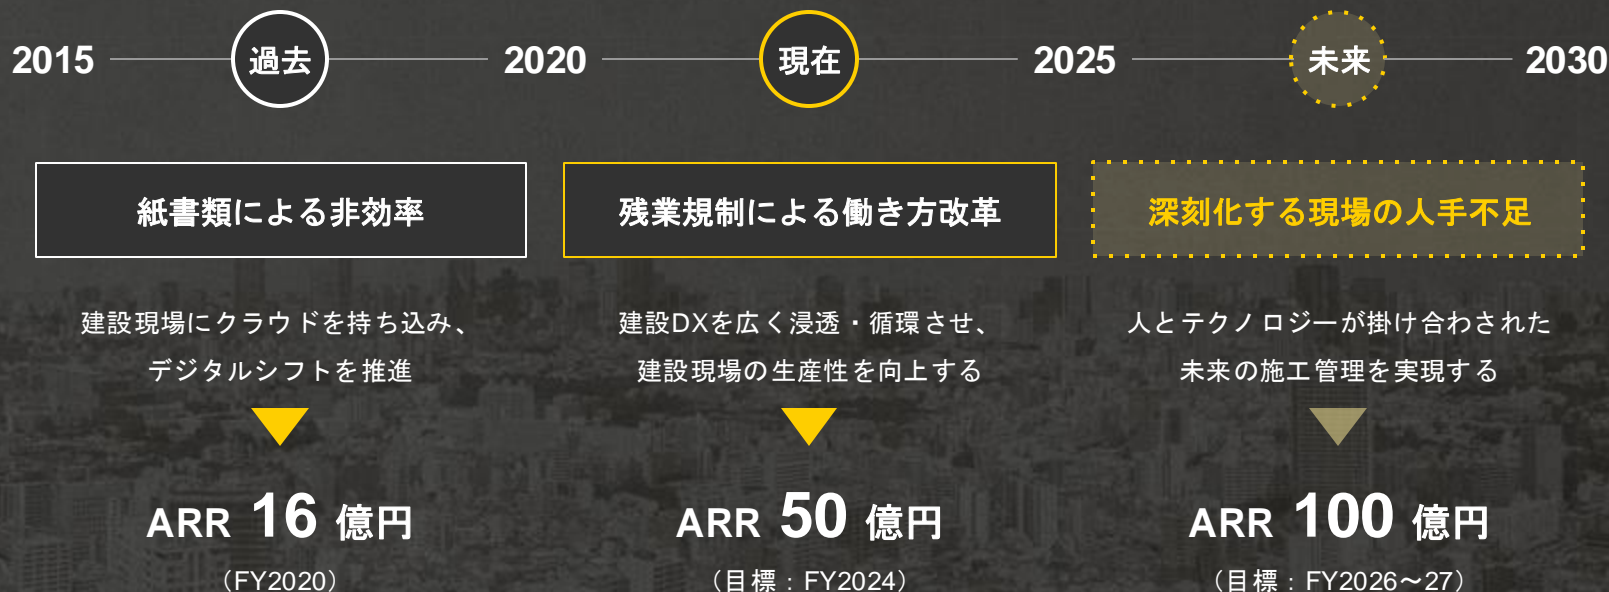 2015 過去 2020 現在 2025 未来 2030
紙書類による非効率
残業規制による働き方改革
深刻化する現場の人手不足
建設現場にクラウドを持ち込み、
デジタルシフトを推進
建設DXを広く浸透・循環させ、
建設現場の生産性を向上する
人とテクノロジーが掛け合わされた
未来の施工管理を実現する
ARR 16 億円
（FY2020）
ARR 50 億円
（目標：FY2024）
ARR 100 億円
（目標：FY2026〜27）